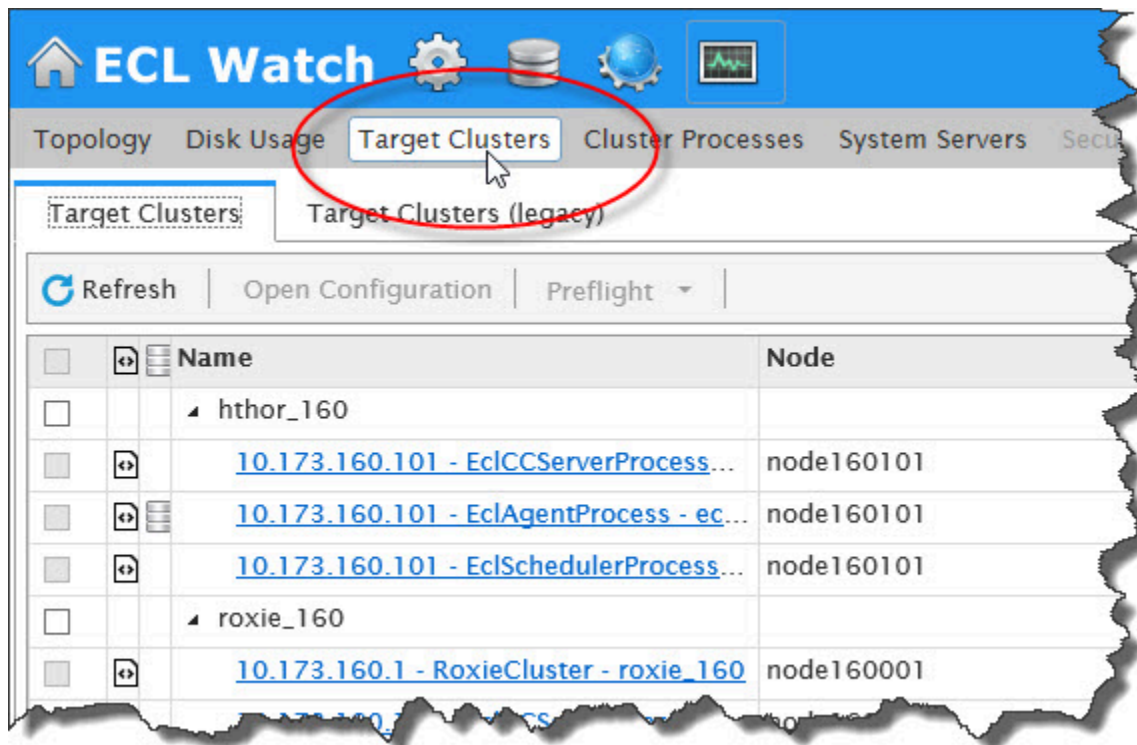 ECL Watch
Topology Disk Usage Target Clusters Cluster Processes System Servers
Target Clusters Target Clusters (legacy)
Refresh Open Configuration Preflight
Name Node
hthor_160
10.173.160.101 - EclCCServerProcess... node160101
10.173.160.101 - EclAgentProcess - ec... node160101
10.173.160.101 - EclSchedulerProcess... node160101
roxie_160
10.173.160.1 - RoxieCluster - roxie_160 node160001